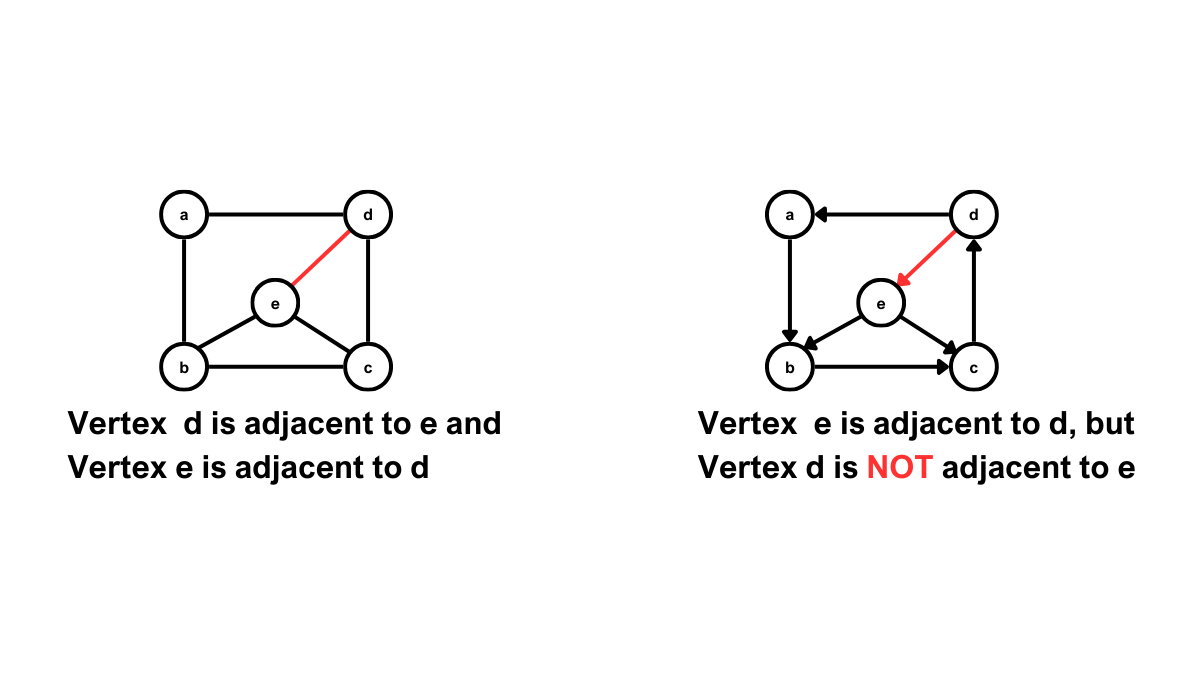 a
d
e
b
c
Vertex d is adjacent to e and
Vertex e is adjacent to d
a
d
e
b
c
Vertex e is adjacent to d, but
Vertex d is NOT adjacent to e